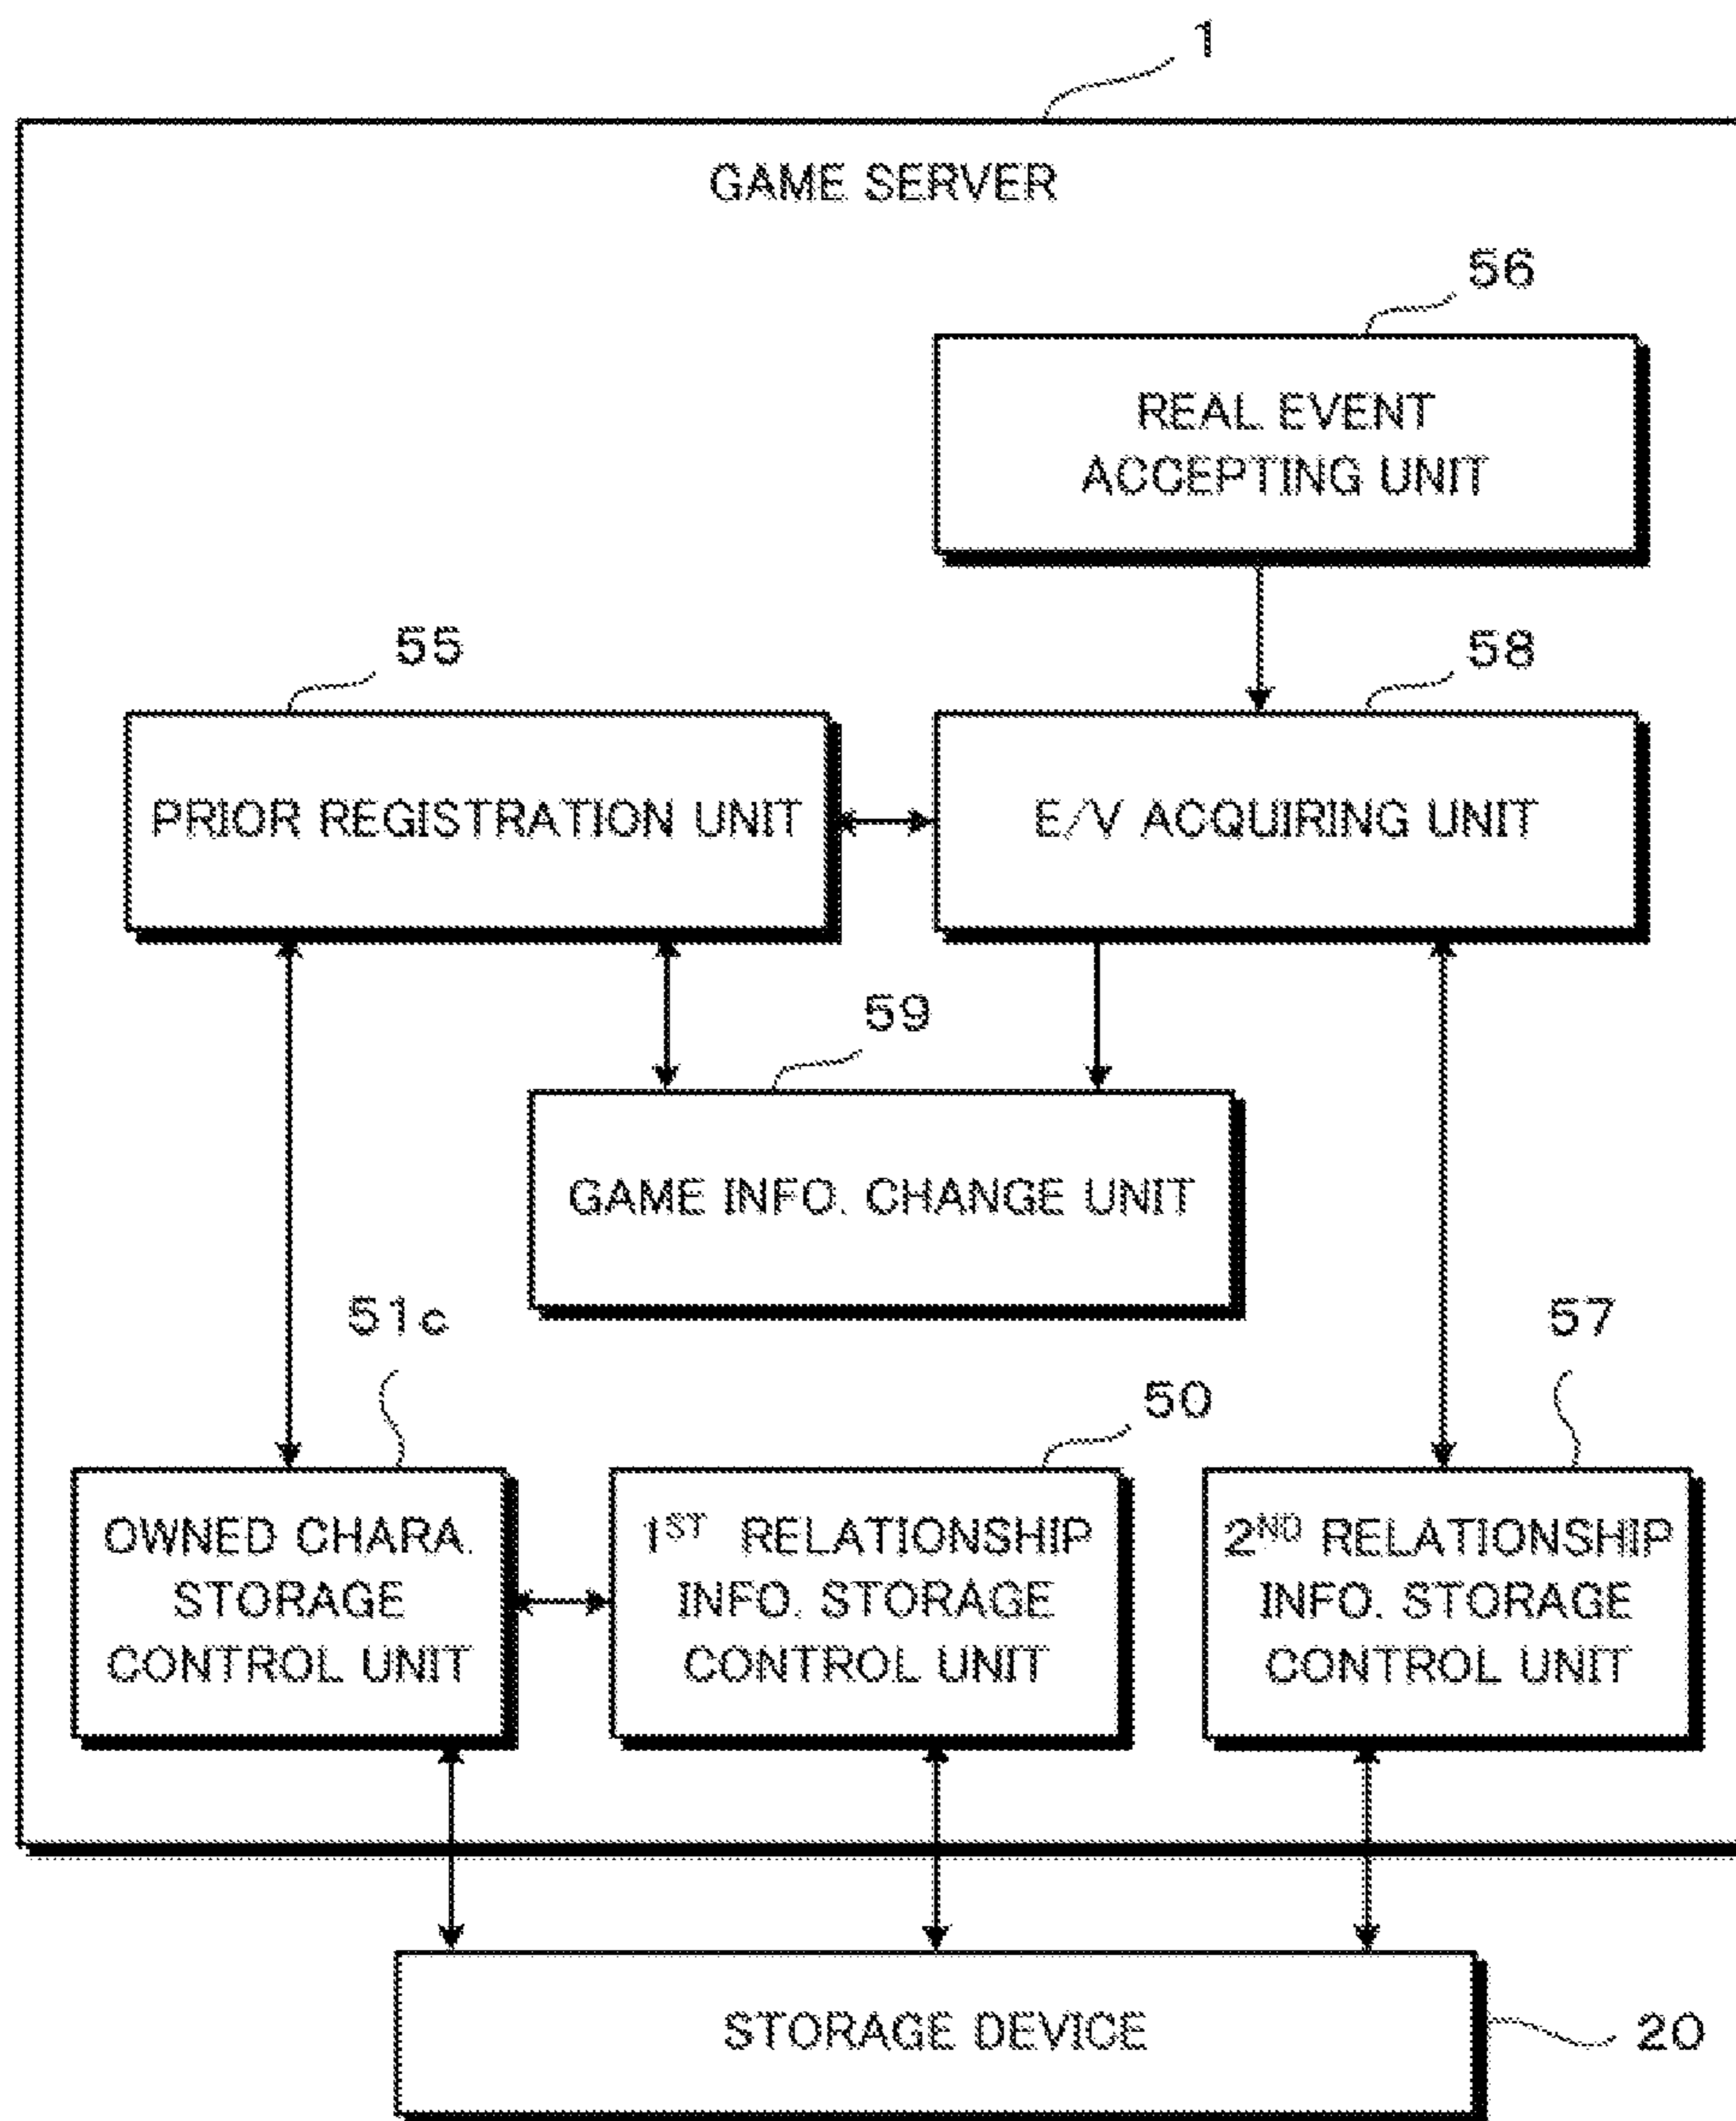 1
GAME SERVER
56
REAL EVENT
ACCEPTING UNIT
55
58
PRIOR REGISTRATION UNIT
E/V ACQUIRING UNIT
59
GAME INFO. CHANGE UNIT
51c
50
57
OWNED CHARA.
STORAGE
CONTROL UNIT
1ST RELATIONSHIP
INFO. STORAGE
CONTROL UNIT
2ND RELATIONSHIP
INFO. STORAGE
CONTROL UNIT
STORAGE DEVICE
20